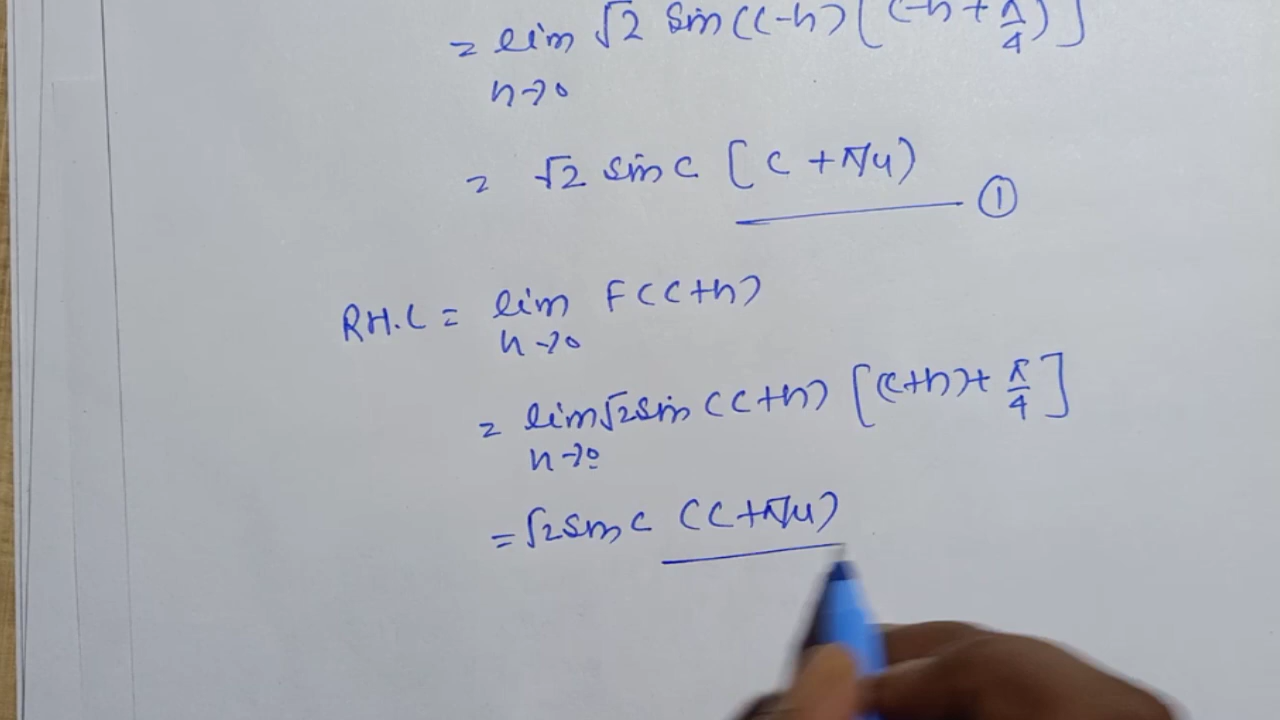 = lim √2 sin(c-h) [c-h + π/4)]
h→0
= √2 sin c [c + π/4)
①
R.H.L = lim F(c+h)
h→0
= lim √2 sin (c+h) [(c+h)+ π/4]
h→0
= √2 sin c (c+π/4)